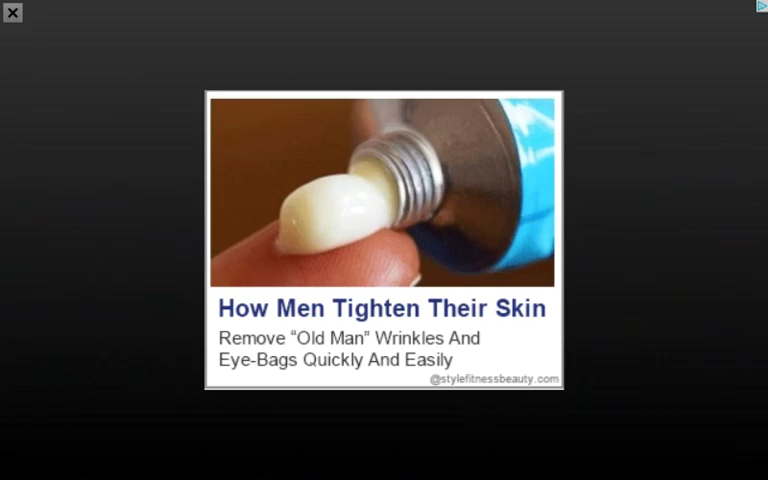 How Men Tighten Their Skin
Remove “Old Man” Wrinkles And
Eye-Bags Quickly And Easily
@stylefitnessbeauty.com